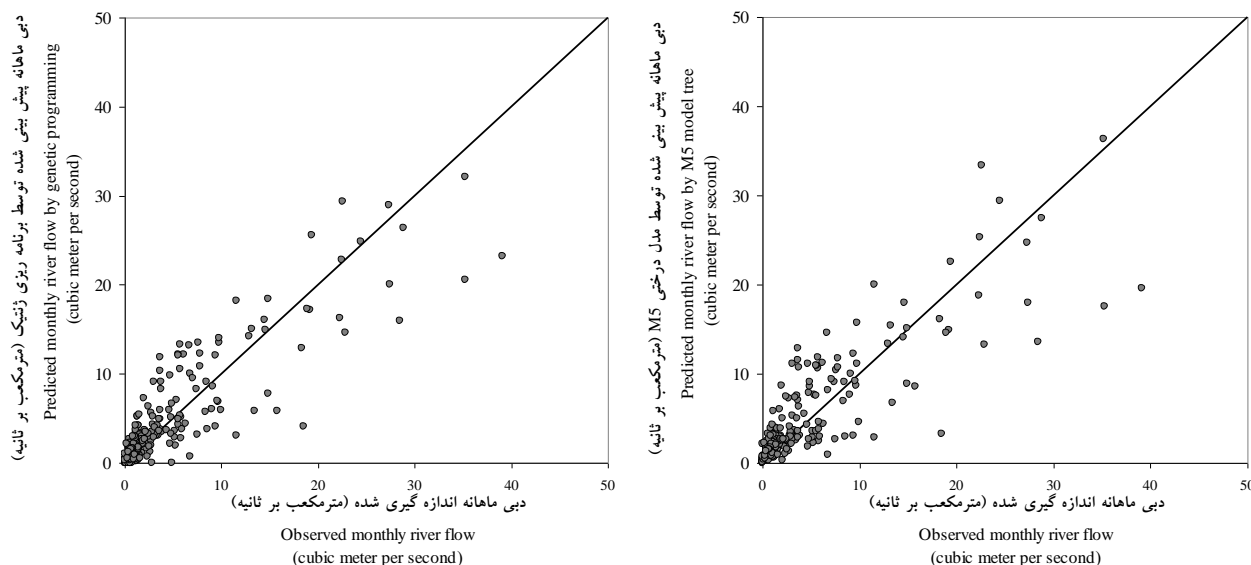 دبی ماهانه پیش بینی شده توسط برنامه ریزی ژنتیک (مترمکعب بر ثانیه)
Predicted monthly river flow by genetic programming
(cubic meter per second)
50
40
30
20
10
0
0 10 20 30 40 50
دبی ماهانه اندازه گیری شده (مترمکعب بر ثانیه)
Observed monthly river flow
(cubic meter per second)
دبی ماهانه پیش بینی شده توسط مدل درختی M5 (مترمکعب بر ثانیه)
Predicted monthly river flow by M5 model tree
(cubic meter per second)
50
40
30
20
10
0
0 10 20 30 40 50
دبی ماهانه اندازه گیری شده (مترمکعب بر ثانیه)
Observed monthly river flow
(cubic meter per second)